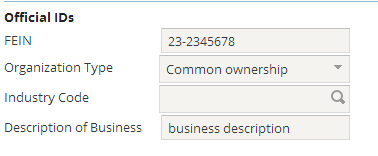 Official IDs
FEIN 23-2345678
Organization Type Common ownership
Industry Code
Description of Business business description